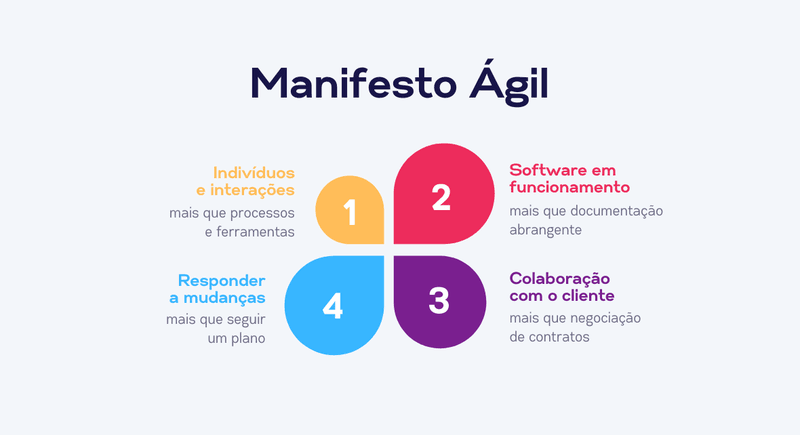 Manifesto Ágil
Indivíduos
e interações
mais que processos
e ferramentas
1
2
Software em
funcionamento
mais que documentação
abrangente
3
Colaboração
com o cliente
mais que negociação
de contratos
Responder
a mudanças
mais que seguir
um plano
4